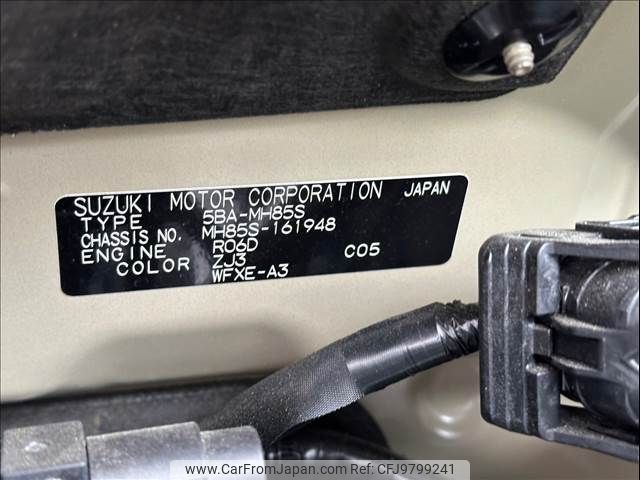 SUZUKI MOTOR CORPORATION JAPAN
TYPE 5BA-MH85S
CHASSIS NO. MH85S-161948
ENGINE R06D
COLOR ZJ3 C05
WFXE-A3
www.CarFromJapan.com ©CFJ9799241